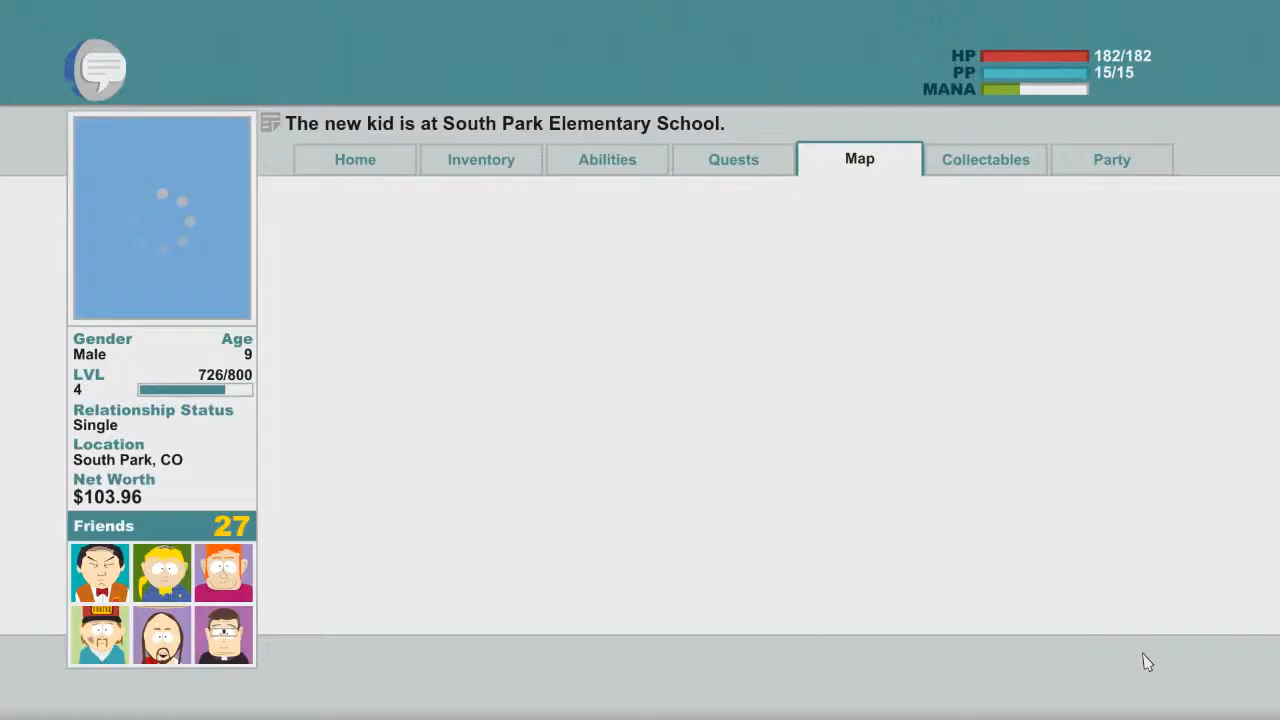 HP 182/182
PP 15/15
MANA
The new kid is at South Park Elementary School.
Home Inventory Abilities Quests Map Collectables Party
Gender Age
Male 9
LVL 726/800
4
Relationship Status
Single
Location
South Park, CO
Net Worth
$103.96
Friends 27